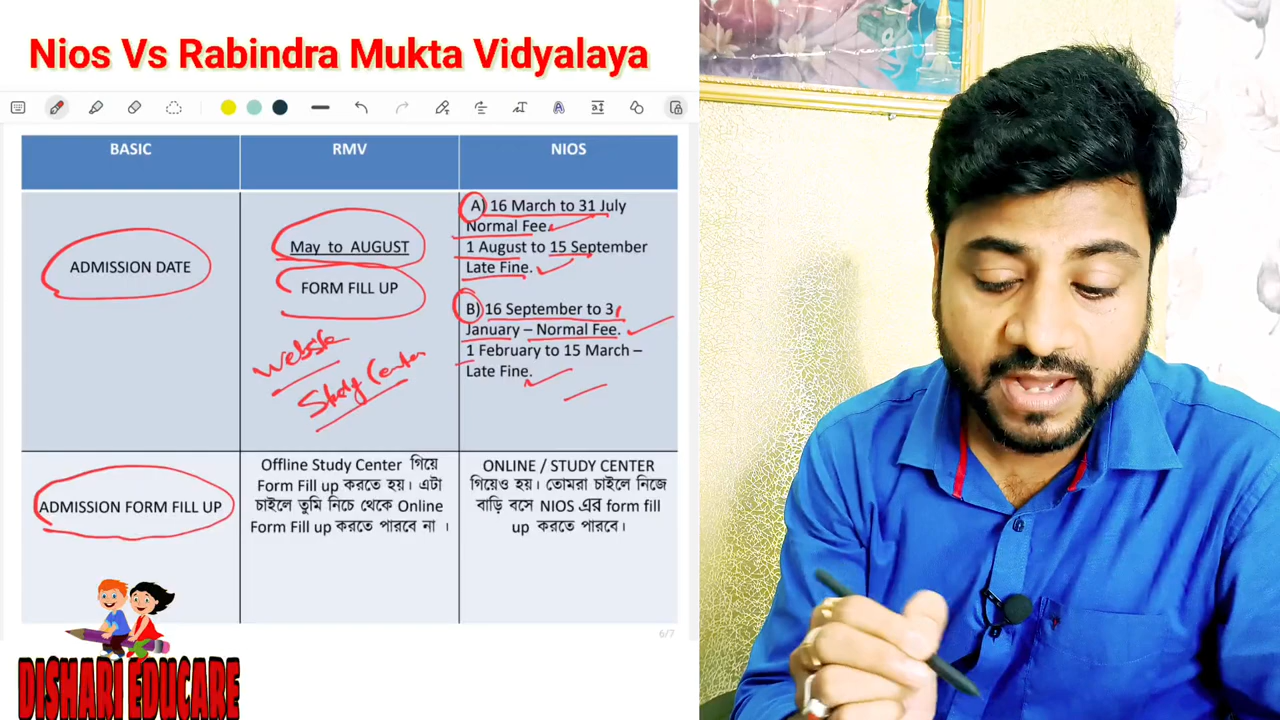 Nios Vs Rabindra Mukta Vidyalaya
BASIC
RMV
NIOS
ADMISSION DATE
May to AUGUST
FORM FILL UP
Website
Study Center
A) 16 March to 31 July
Normal Fee.
1 August to 15 September
Late Fine.
B) 16 September to 31
January – Normal Fee.
1 February to 15 March –
Late Fine.
ADMISSION FORM FILL UP
Offline Study Center গিয়ে
Form Fill up করতে হয়। এটা
চাইলে তুমি নিচে থেকে Online
Form Fill up করতে পারবে না ।
ONLINE / STUDY CENTER
গিয়েও হয়। তোমরা চাইলে নিজে
বাড়ি বসে NIOS এর form fill
up করতে পারবে।
6/7
DISHARI EDUCARE